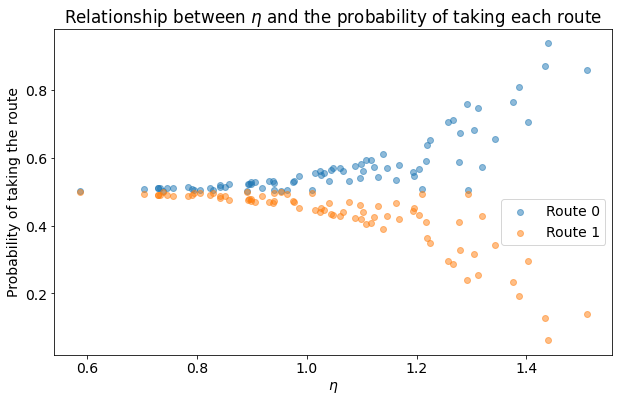 Relationship between η and the probability of taking each route
Probability of taking the route
0.8
0.6
0.4
0.2
Route 0
Route 1
0.6 0.8 1.0 1.2 1.4
η